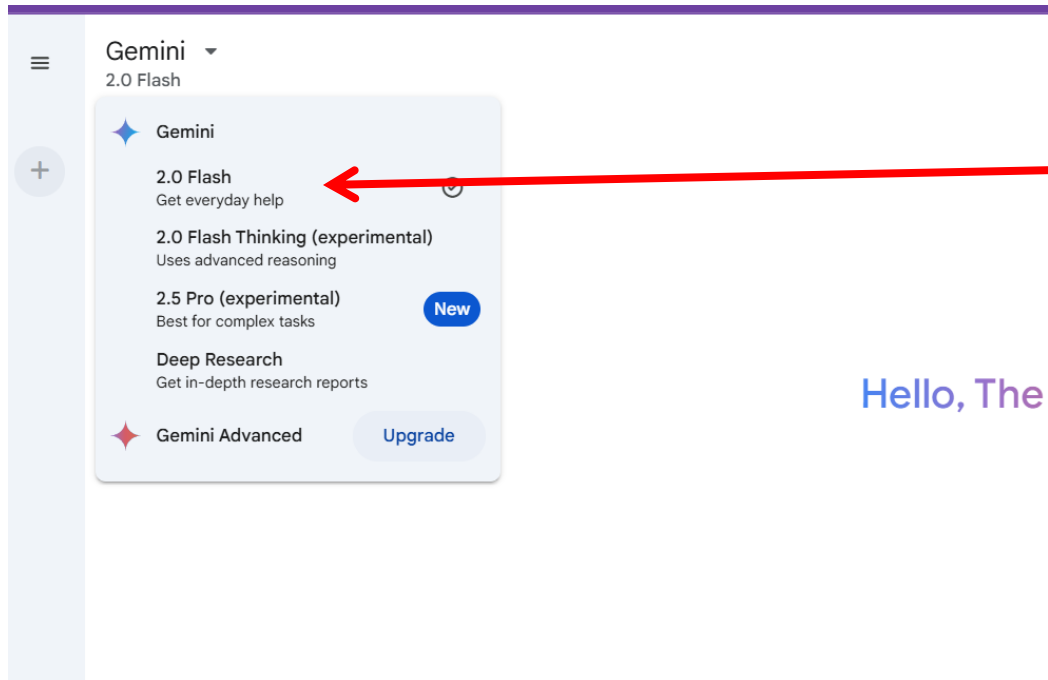 Gemini
2.0 Flash
Gemini
2.0 Flash
Get everyday help
2.0 Flash Thinking (experimental)
Uses advanced reasoning
2.5 Pro (experimental)
Best for complex tasks
New
Deep Research
Get in-depth research reports
Gemini Advanced
Upgrade
Hello, The